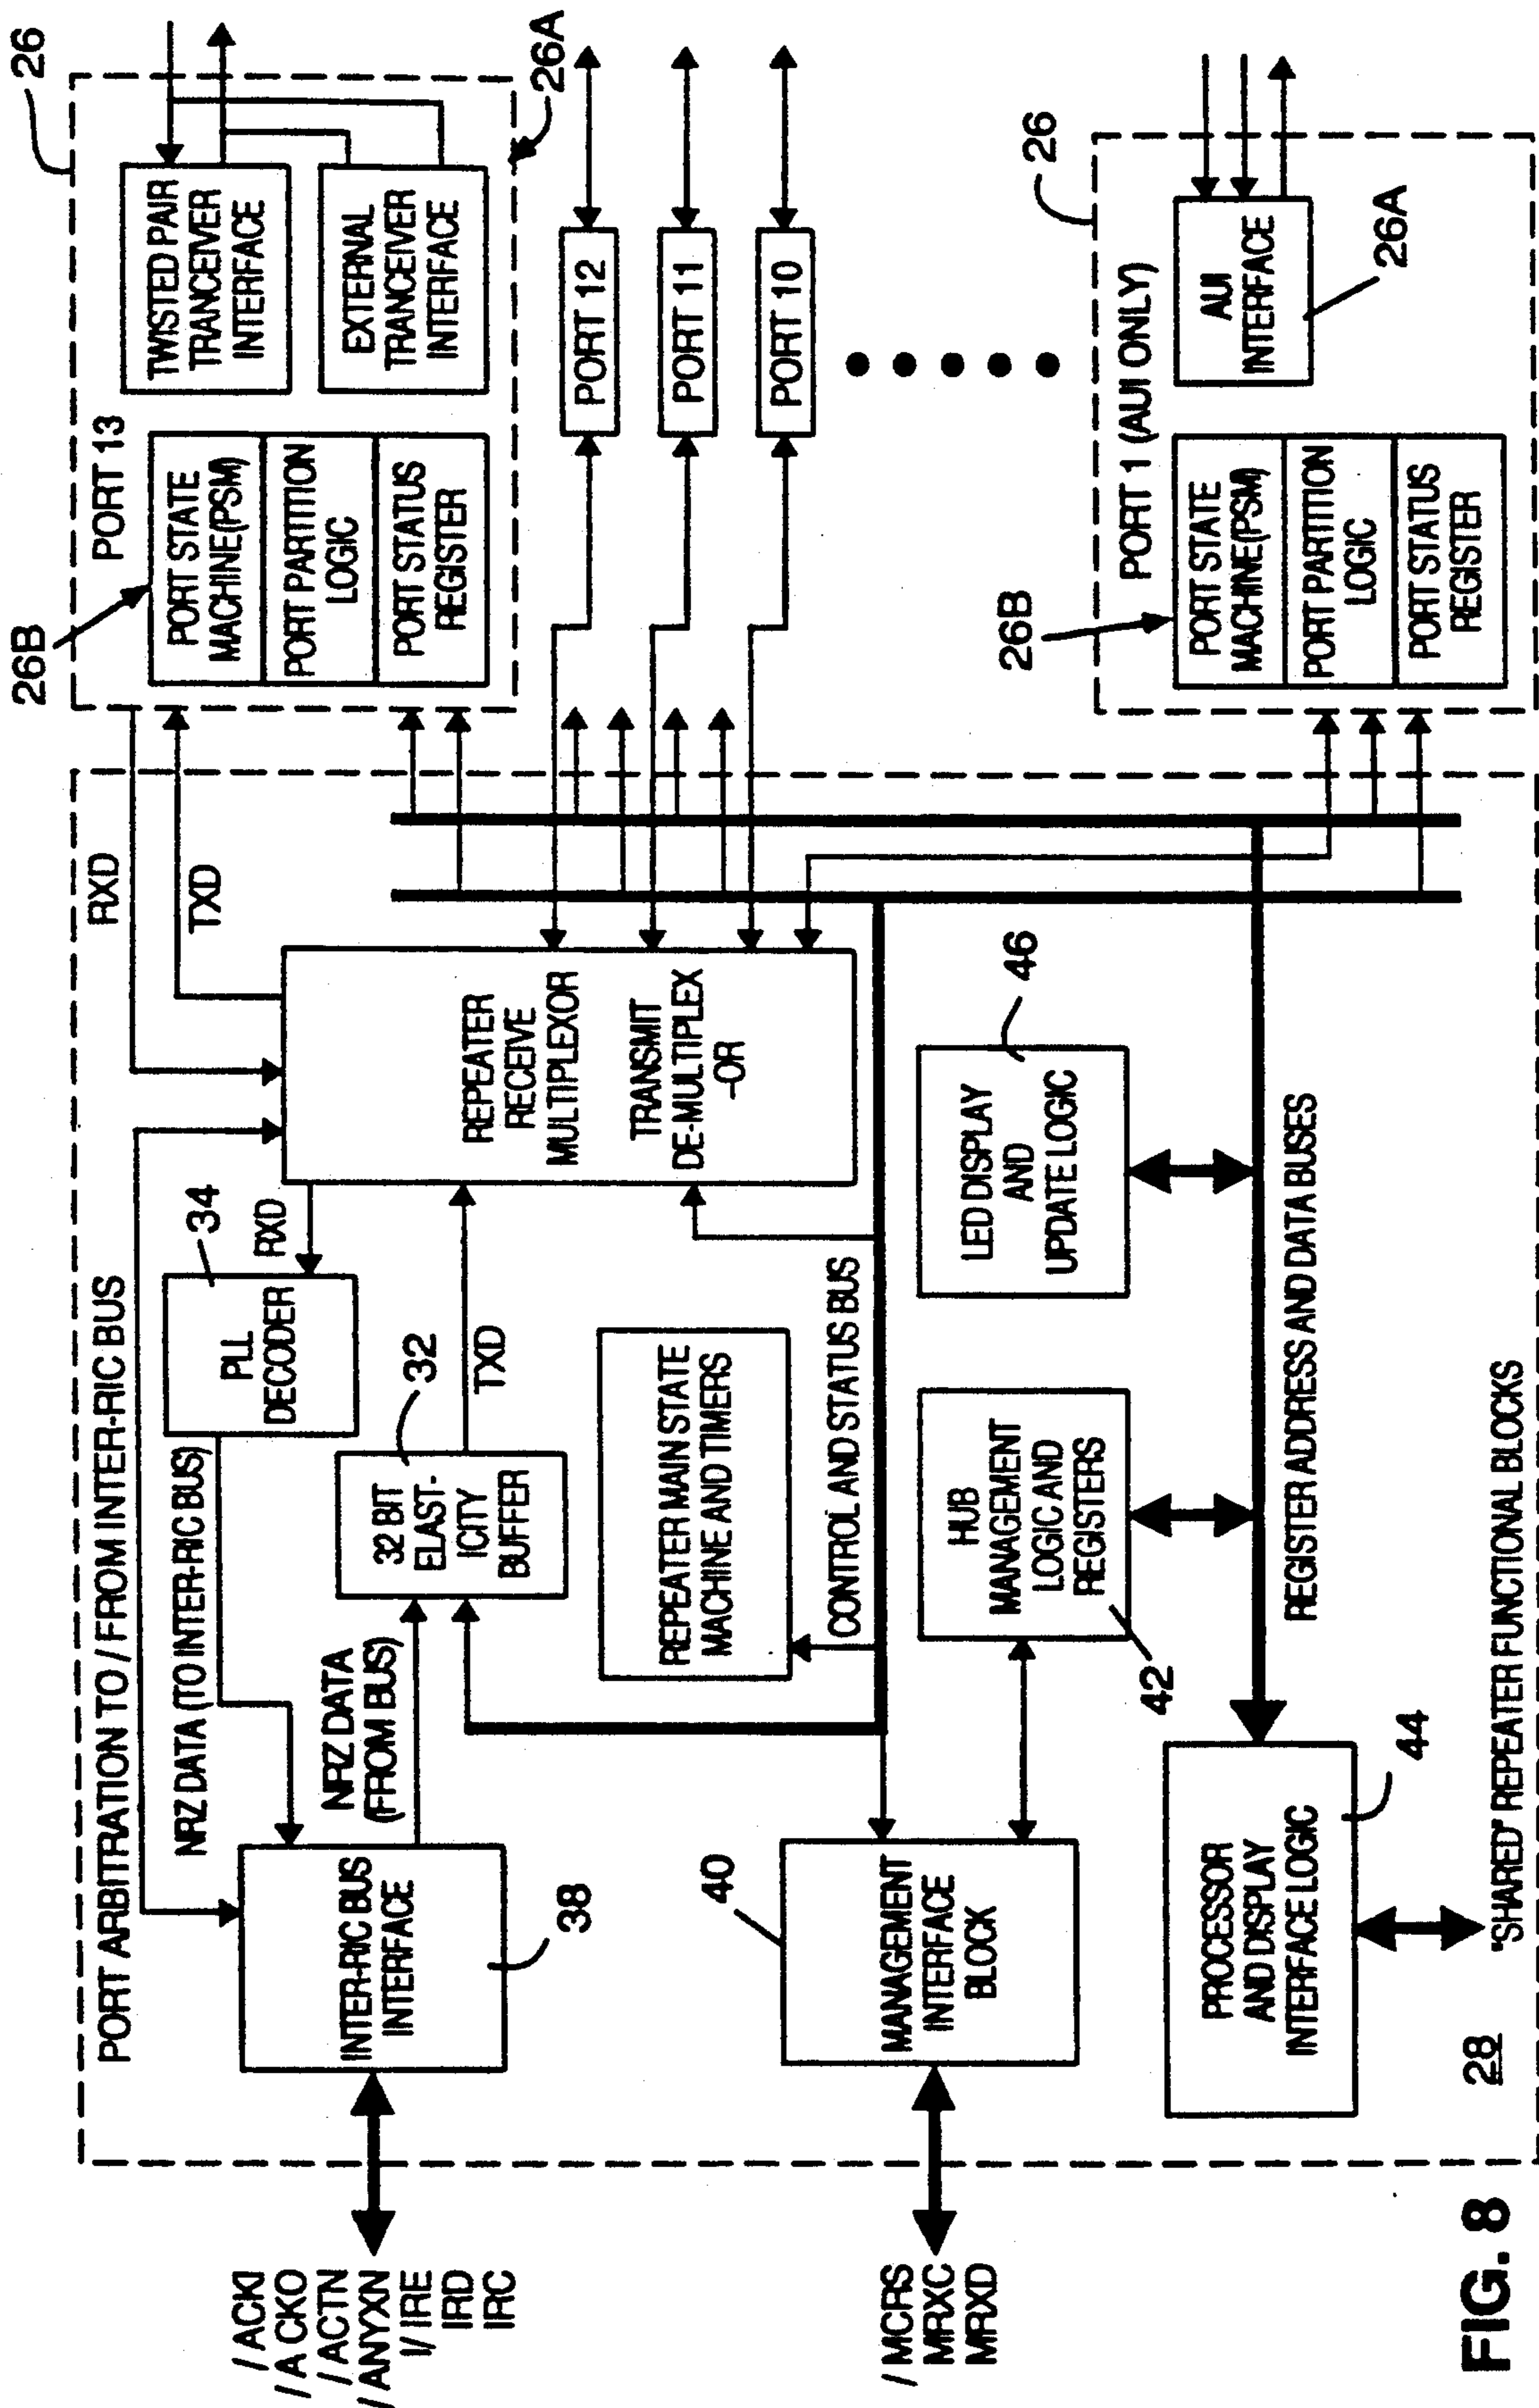 PORT ARBITRATION TO / FROM INTER-RIC BUS
NRZ DATA (TO INTER-RIC BUS)
/ ACKI
/ A CKO
/ ACTN
/ ANYXN
I/ IRE
IRD
IRC
INTER-RIC BUS
INTERFACE
38
NRZ DATA
(FROM BUS)
PLL
DECODER
34
RXD
32 BIT
ELAST-
ICITY
BUFFER
32
TXD
REPEATER MAIN STATE
MACHINE AND TIMERS
REPEATER
RECEIVE
MULTIPLEXOR
TRANSMIT
DE-MULTIPLEX
-OR
RXD
TXD
CONTROL AND STATUS BUS
/ MCRS
MRXC
MRXD
40
MANAGEMENT
INTERFACE
BLOCK
HUB
MANAGEMENT
LOGIC AND
REGISTERS
42
LED DISPLAY
AND
UPDATE LOGIC
46
PROCESSOR
AND DISPLAY
INTERFACE LOGIC
44
REGISTER ADDRESS AND DATA BUSES
28
"SHARED" REPEATER FUNCTIONAL BLOCKS
26
26B
PORT 13
PORT STATE
MACHINE(PSM)
PORT PARTITION
LOGIC
PORT STATUS
REGISTER
TWISTED PAIR
TRANCEIVER
INTERFACE
EXTERNAL
TRANCEIVER
INTERFACE
26A
PORT 12
PORT 11
PORT 10
26
26B
PORT 1 (AUI ONLY)
PORT STATE
MACHINE(PSM)
PORT PARTITION
LOGIC
PORT STATUS
REGISTER
AUI
INTERFACE
26A
FIG. 8